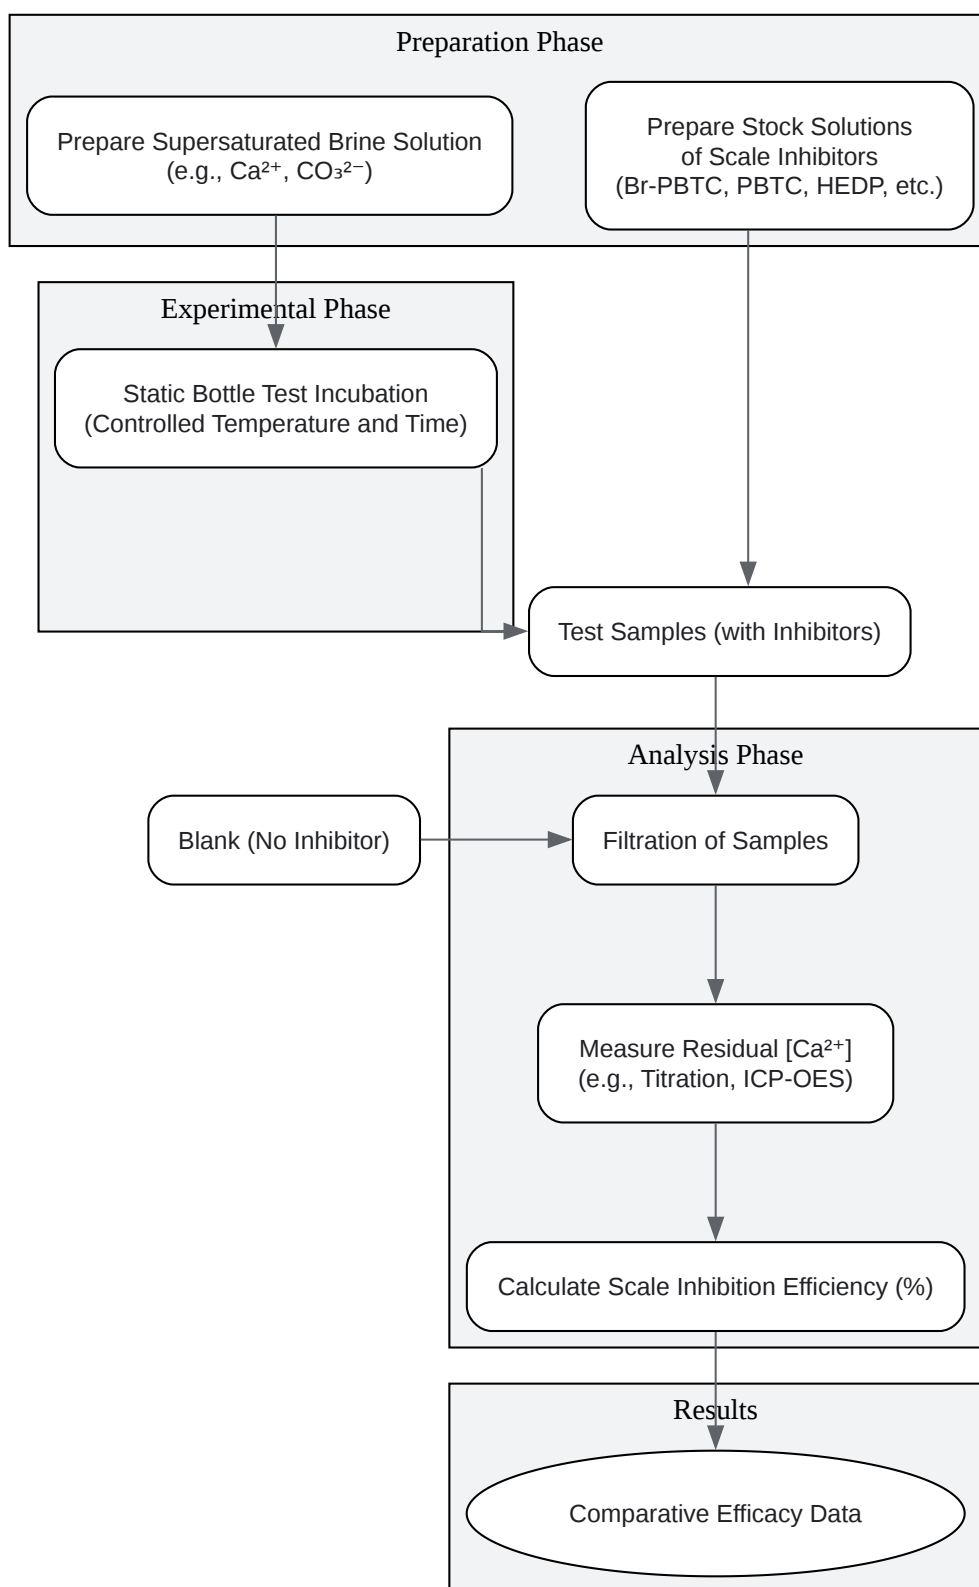 Preparation Phase
Prepare Supersaturated Brine Solution
(e.g., Ca²⁺, CO₃²⁻)
Prepare Stock Solutions
of Scale Inhibitors
(Br-PBTC, PBTC, HEDP, etc.)
Experimental Phase
Static Bottle Test Incubation
(Controlled Temperature and Time)
Test Samples (with Inhibitors)
Analysis Phase
Blank (No Inhibitor)
Filtration of Samples
Measure Residual [Ca²⁺]
(e.g., Titration, ICP-OES)
Calculate Scale Inhibition Efficiency (%)
Results
Comparative Efficacy Data